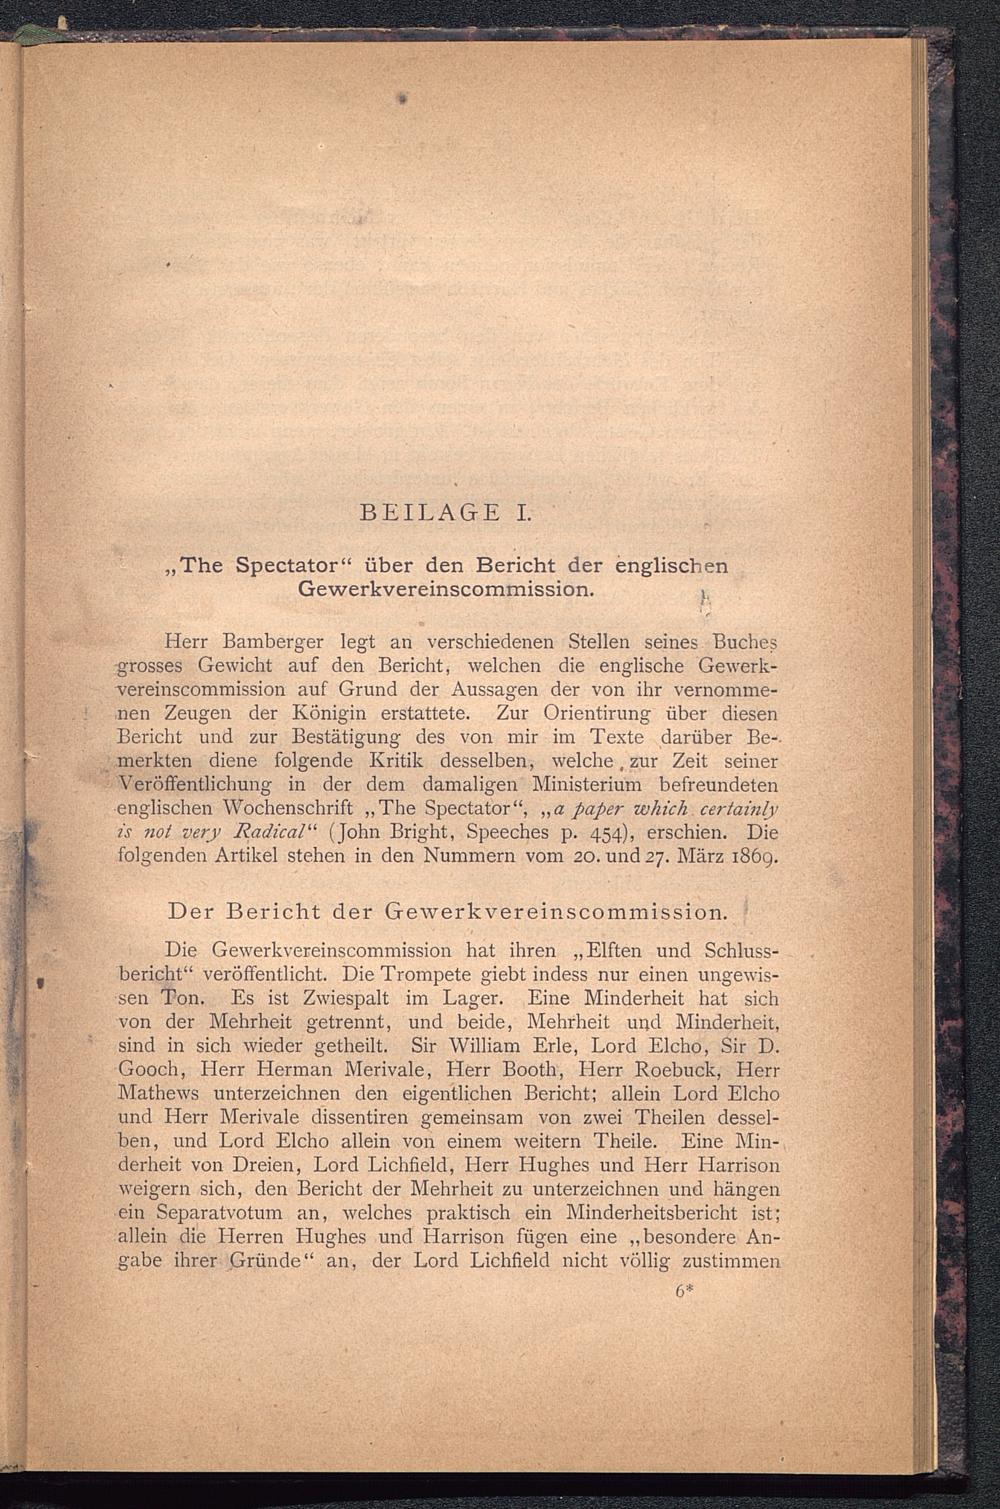 BEILAGE I.
„The Spectator“ über den Bericht der englischen
Gewerkvereinscommission.
Herr Bamberger legt an verschiedenen Stellen seines Buches
grosses Gewicht auf den Bericht, welchen die englische Gewerk-
vereinscommission auf Grund der Aussagen der von ihr vernomme-
nen Zeugen der Königin erstattete. Zur Orientirung über diesen
Bericht und zur Bestätigung des von mir im Texte darüber Be-
merkten diene folgende Kritik desselben, welche zur Zeit seiner
Veröffentlichung in der dem damaligen Ministerium befreundeten
englischen Wochenschrift „The Spectator“, „a paper which certainly
is not very Radical“ (John Bright, Speeches p. 454), erschien. Die
folgenden Artikel stehen in den Nummern vom 20. und 27. März 1869.
Der Bericht der Gewerkvereinscommission.
Die Gewerkvereinscommission hat ihren „Elften und Schluss-
bericht“ veröffentlicht. Die Trompete giebt indess nur einen ungewis-
sen Ton. Es ist Zwiespalt im Lager. Eine Minderheit hat sich
von der Mehrheit getrennt, und beide, Mehrheit und Minderheit,
sind in sich wieder getheilt. Sir William Erle, Lord Elcho, Sir D.
Gooch, Herr Herman Merivale, Herr Booth, Herr Roebuck, Herr
Mathews unterzeichnen den eigentlichen Bericht; allein Lord Elcho
und Herr Merivale dissentiren gemeinsam von zwei Theilen dessel-
ben, und Lord Elcho allein von einem weitern Theile. Eine Min-
derheit von Dreien, Lord Lichfield, Herr Hughes und Herr Harrison
weigern sich, den Bericht der Mehrheit zu unterzeichnen und hängen
ein Separatvotum an, welches praktisch ein Minderheitsbericht ist;
allein die Herren Hughes und Harrison fügen eine „besondere An-
gabe ihrer Gründe“ an, der Lord Lichfield nicht völlig zustimmen
6*